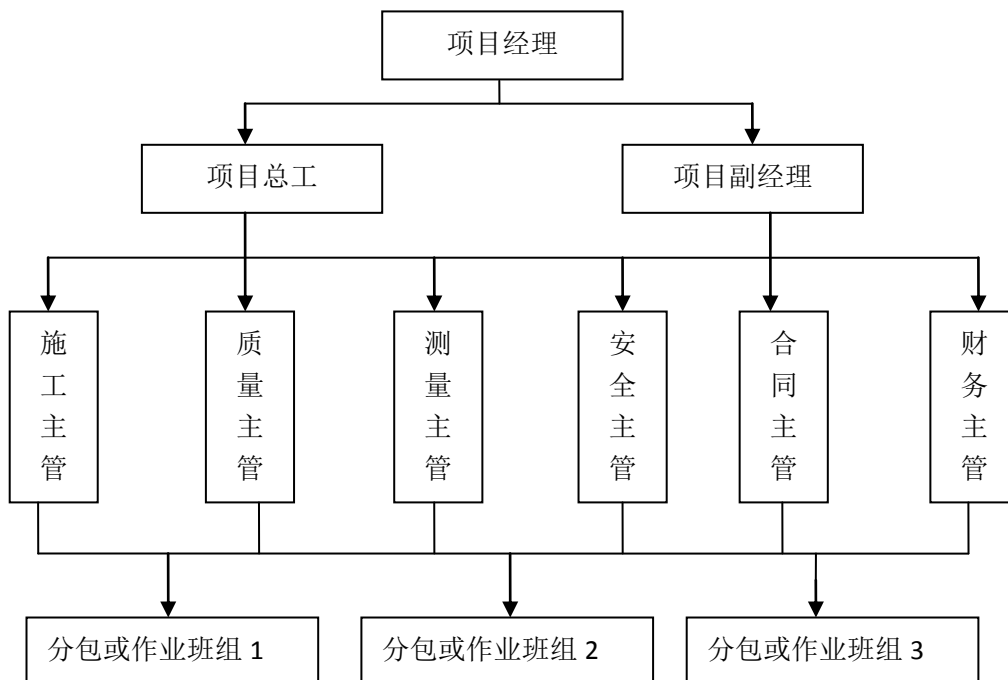 项目经理
项目总工
项目副经理
施工主管
质量主管
测量主管
安全主管
合同主管
财务主管
分包或作业班组 1
分包或作业班组 2
分包或作业班组 3